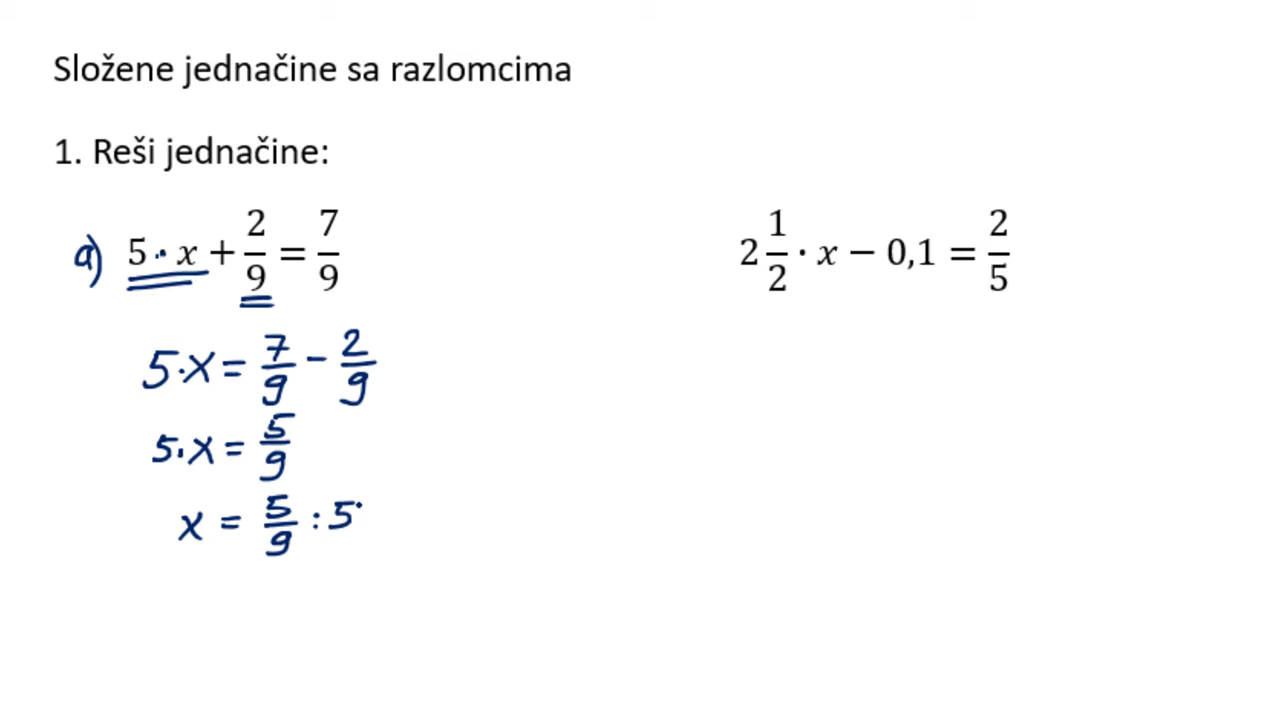 Složene jednačine sa razlomcima
1. Reši jednačine:
a) 5 · x + 2/9 = 7/9
2 1/2 · x − 0,1 = 2/5
5·x = 7/9 − 2/9
5·x = 5/9
x = 5/9 : 5